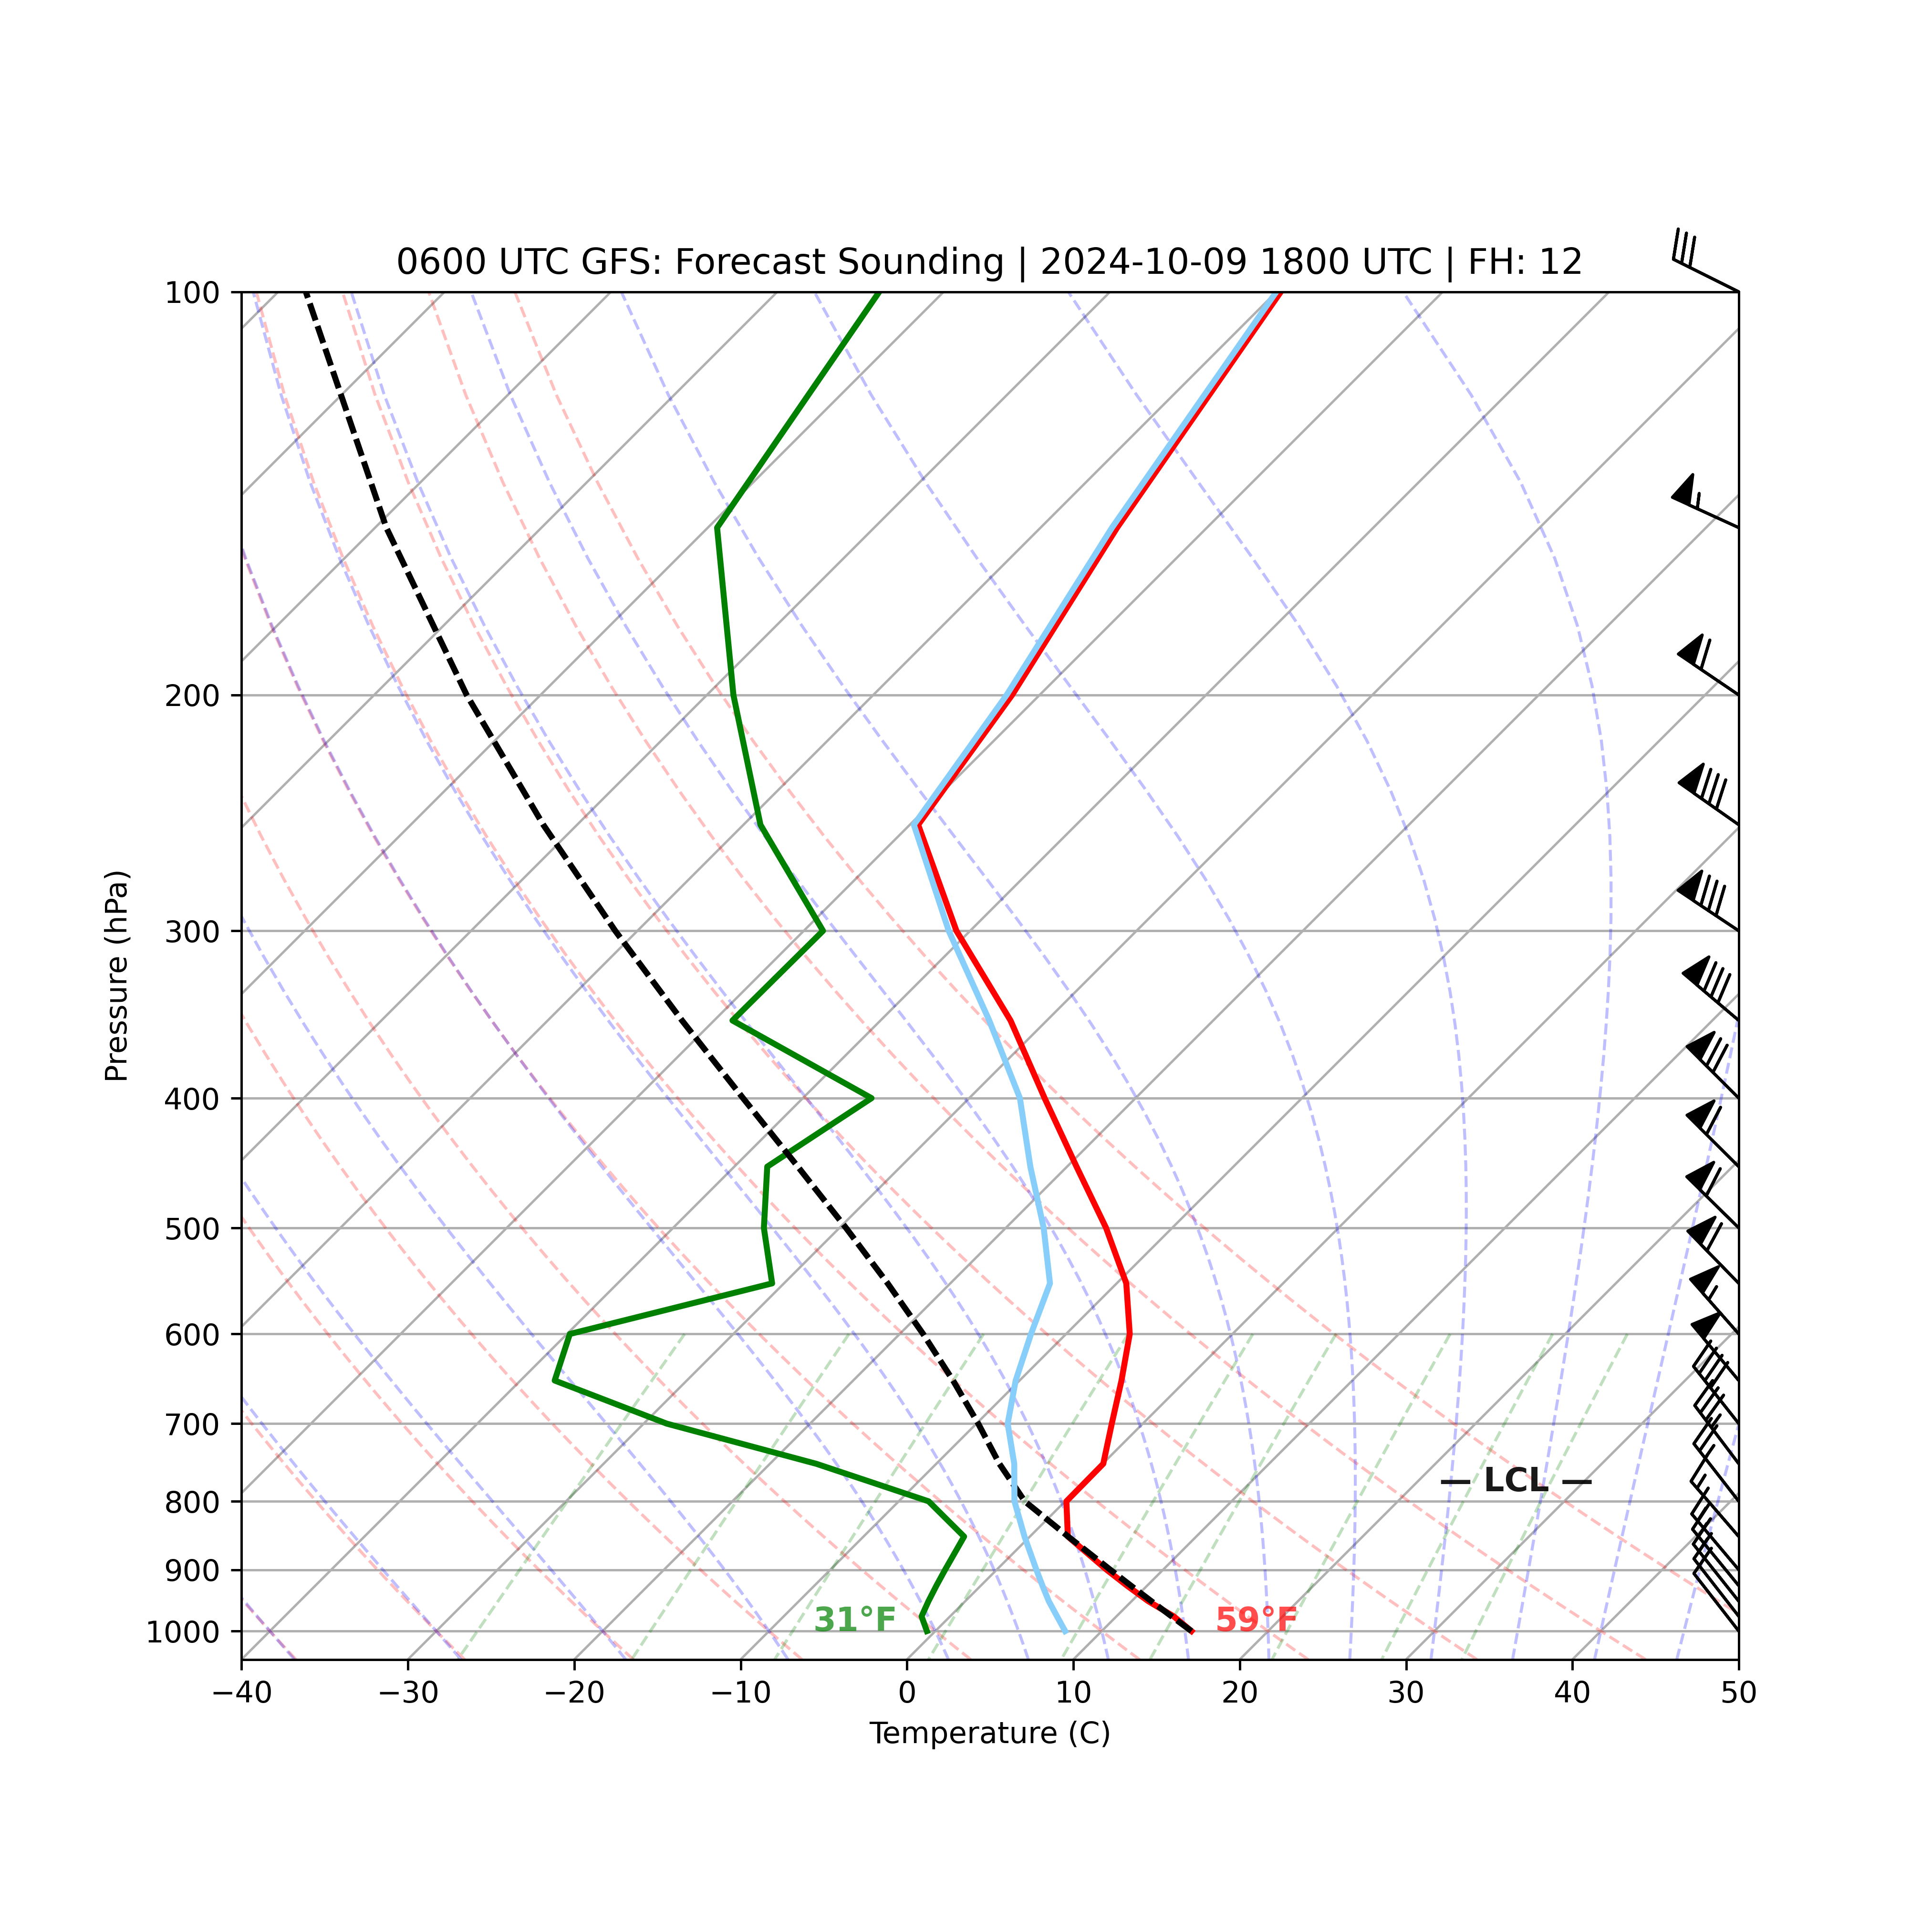 0600 UTC GFS: Forecast Sounding | 2024-10-09 1800 UTC | FH: 12
100
200
300
400
500
600
700
800
900
1000
Pressure (hPa)
— LCL —
31°F
59°F
−40 −30 −20 −10 0 10 20 30 40 50
Temperature (C)